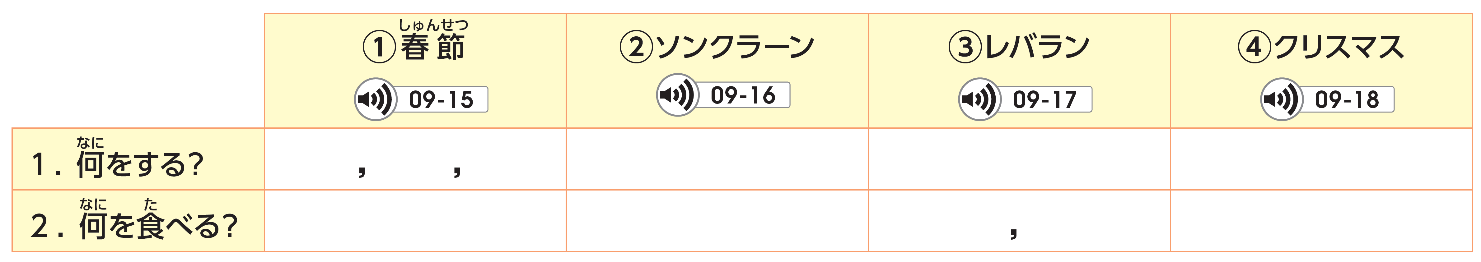 しゅんせつ
①春節 ②ソンクラーン ③レバラン ④クリスマス
09-15 09-16 09-17 09-18
なに
1. 何をする? , ,
なに た
2. 何を食べる? ,